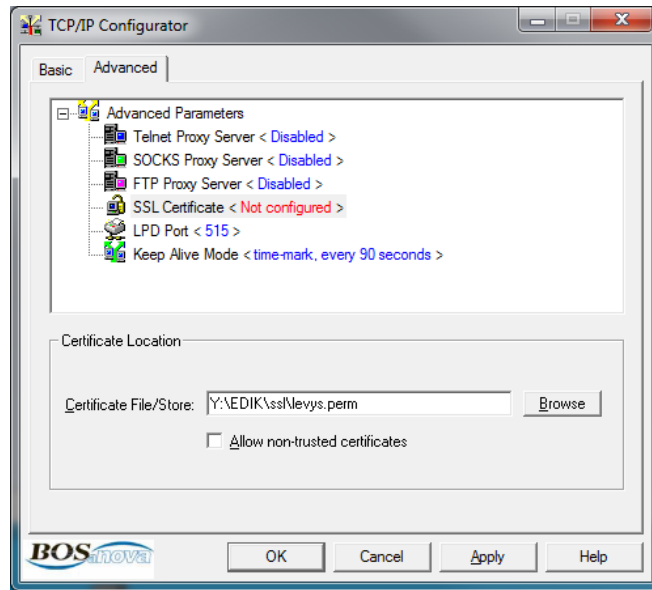 TCP/IP Configurator
Basic
Advanced
Advanced Parameters
Telnet Proxy Server < Disabled >
SOCKS Proxy Server < Disabled >
FTP Proxy Server < Disabled >
SSL Certificate < Not configured >
LPD Port < 515 >
Keep Alive Mode < time-mark, every 90 seconds >
Certificate Location
Certificate File/Store: Y:\EDIK\ssl\levys.perm Browse
Allow non-trusted certificates
BOSanova OK Cancel Apply Help